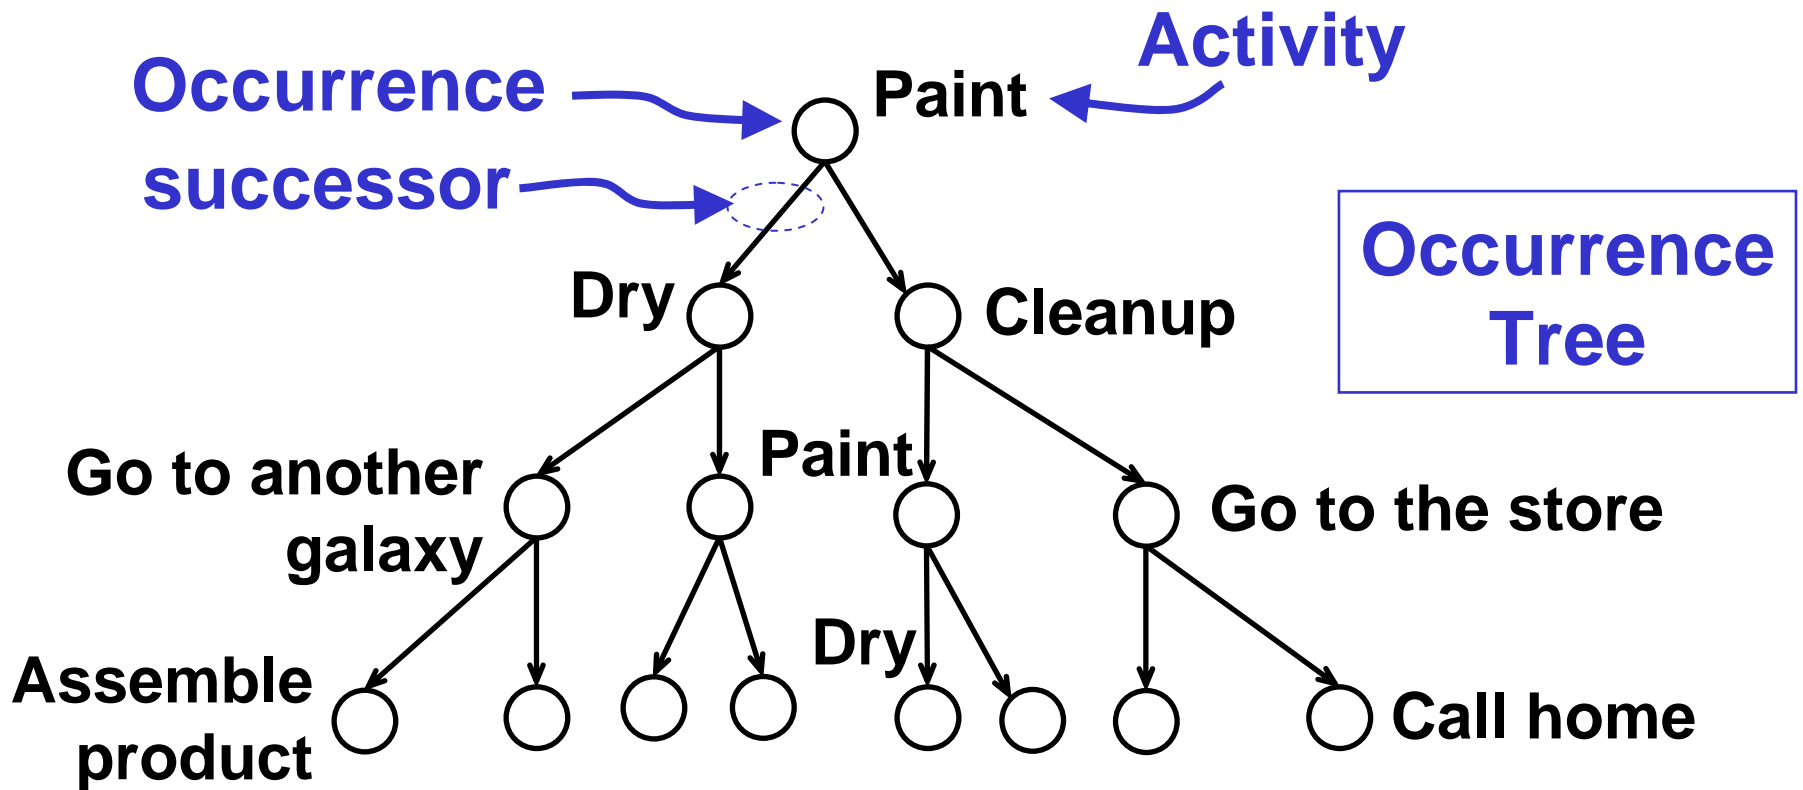 Activity
Occurrence
Paint
successor
Occurrence
Tree
Dry
Cleanup
Go to another
galaxy
Paint
Go to the store
Dry
Assemble
product
Call home